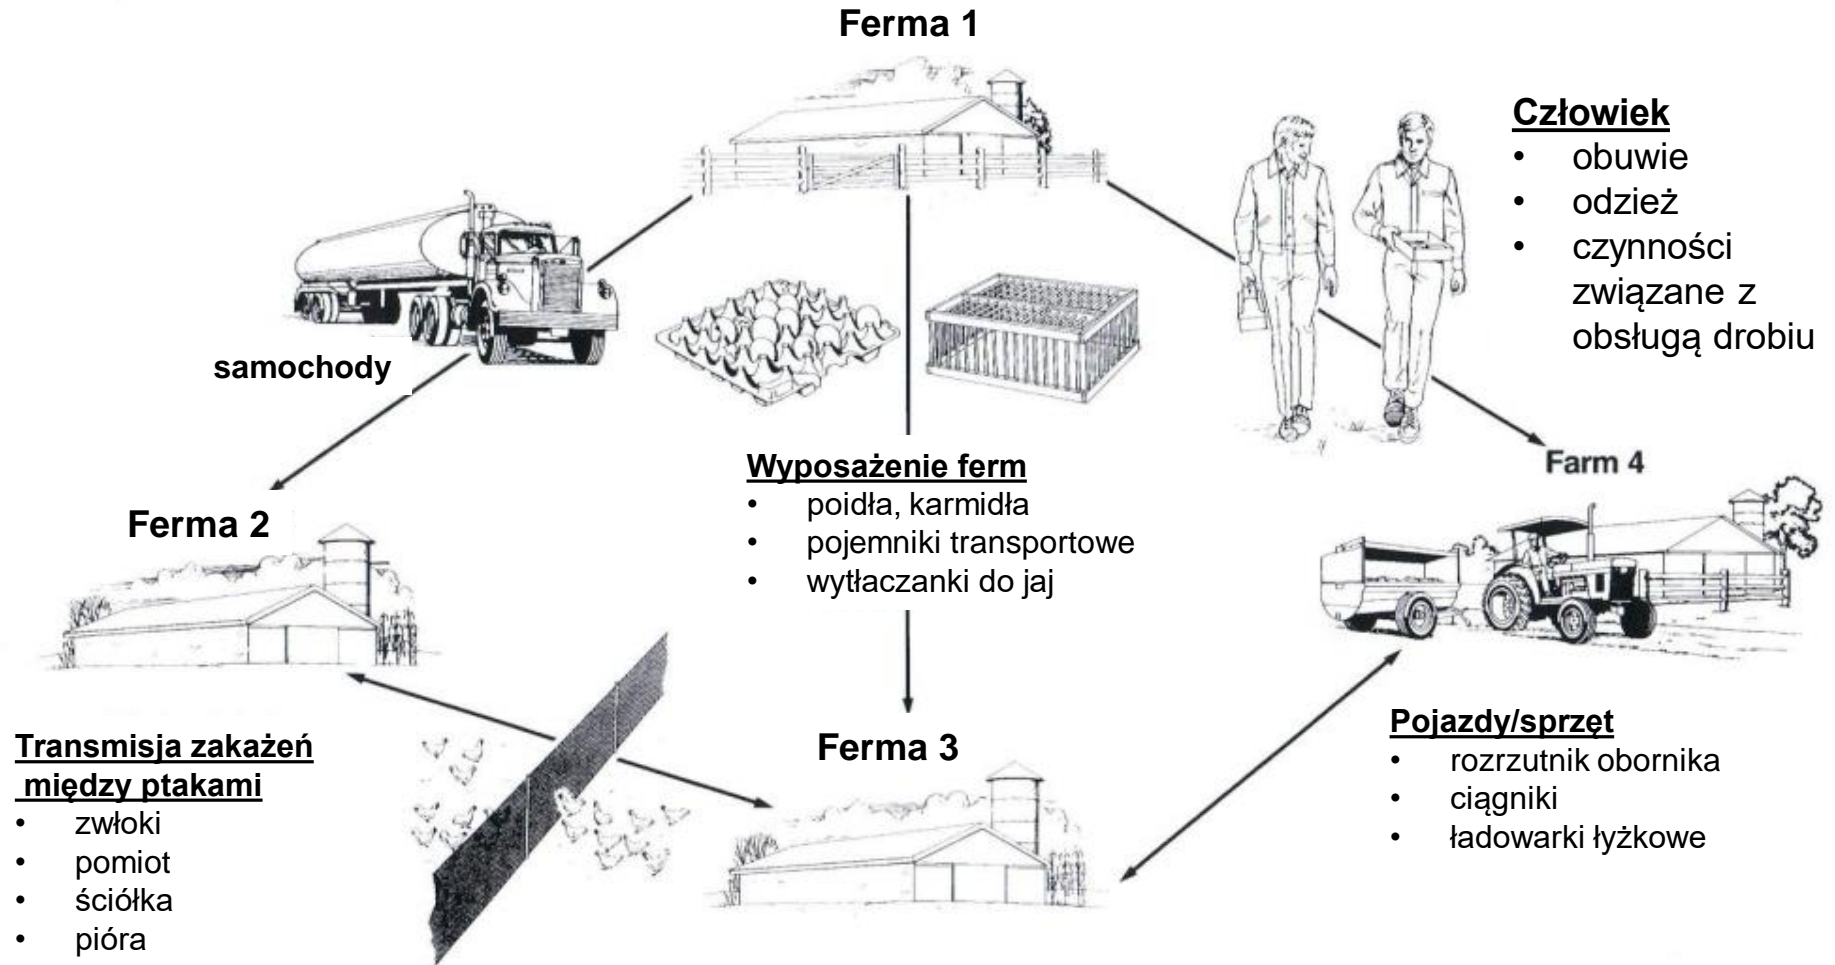 Ferma 1
Człowiek
• obuwie
• odzież
• czynności
związane z
obsługą drobiu
samochody
Wyposażenie ferm
• poidła, karmidła
• pojemniki transportowe
• wytłaczanki do jaj
Farm 4
Ferma 2
Transmisja zakażeń
między ptakami
• zwłoki
• pomiot
• ściółka
• pióra
Ferma 3
Pojazdy/sprzęt
• rozrzutnik obornika
• ciągniki
• ładowarki łyżkowe